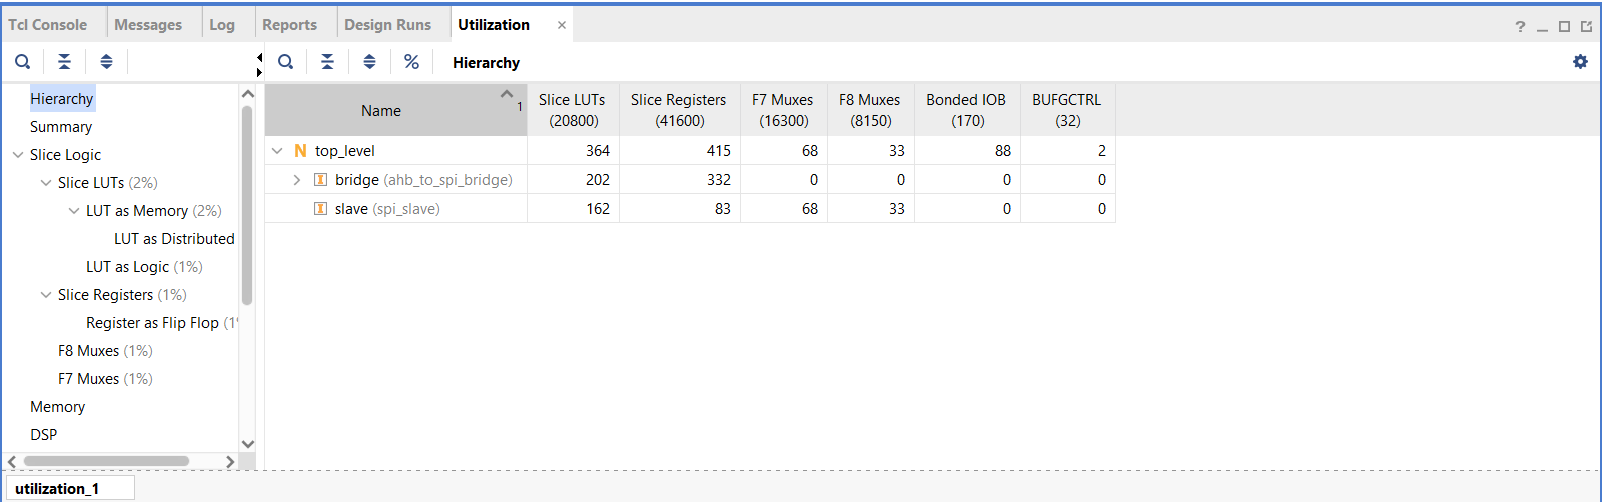 Tcl Console Messages Log Reports Design Runs Utilization × ?
% Hierarchy
Hierarchy
Summary
Slice Logic
Slice LUTs (2%)
LUT as Memory (2%)
LUT as Distributed
LUT as Logic (1%)
Slice Registers (1%)
Register as Flip Flop (1%
F8 Muxes (1%)
F7 Muxes (1%)
Memory
DSP
Name 1 Slice LUTs (20800) Slice Registers (41600) F7 Muxes (16300) F8 Muxes (8150) Bonded IOB (170) BUFGCTRL (32)
N top_level 364 415 68 33 88 2
I bridge (ahb_to_spi_bridge) 202 332 0 0 0 0
I slave (spi_slave) 162 83 68 33 0 0
utilization_1